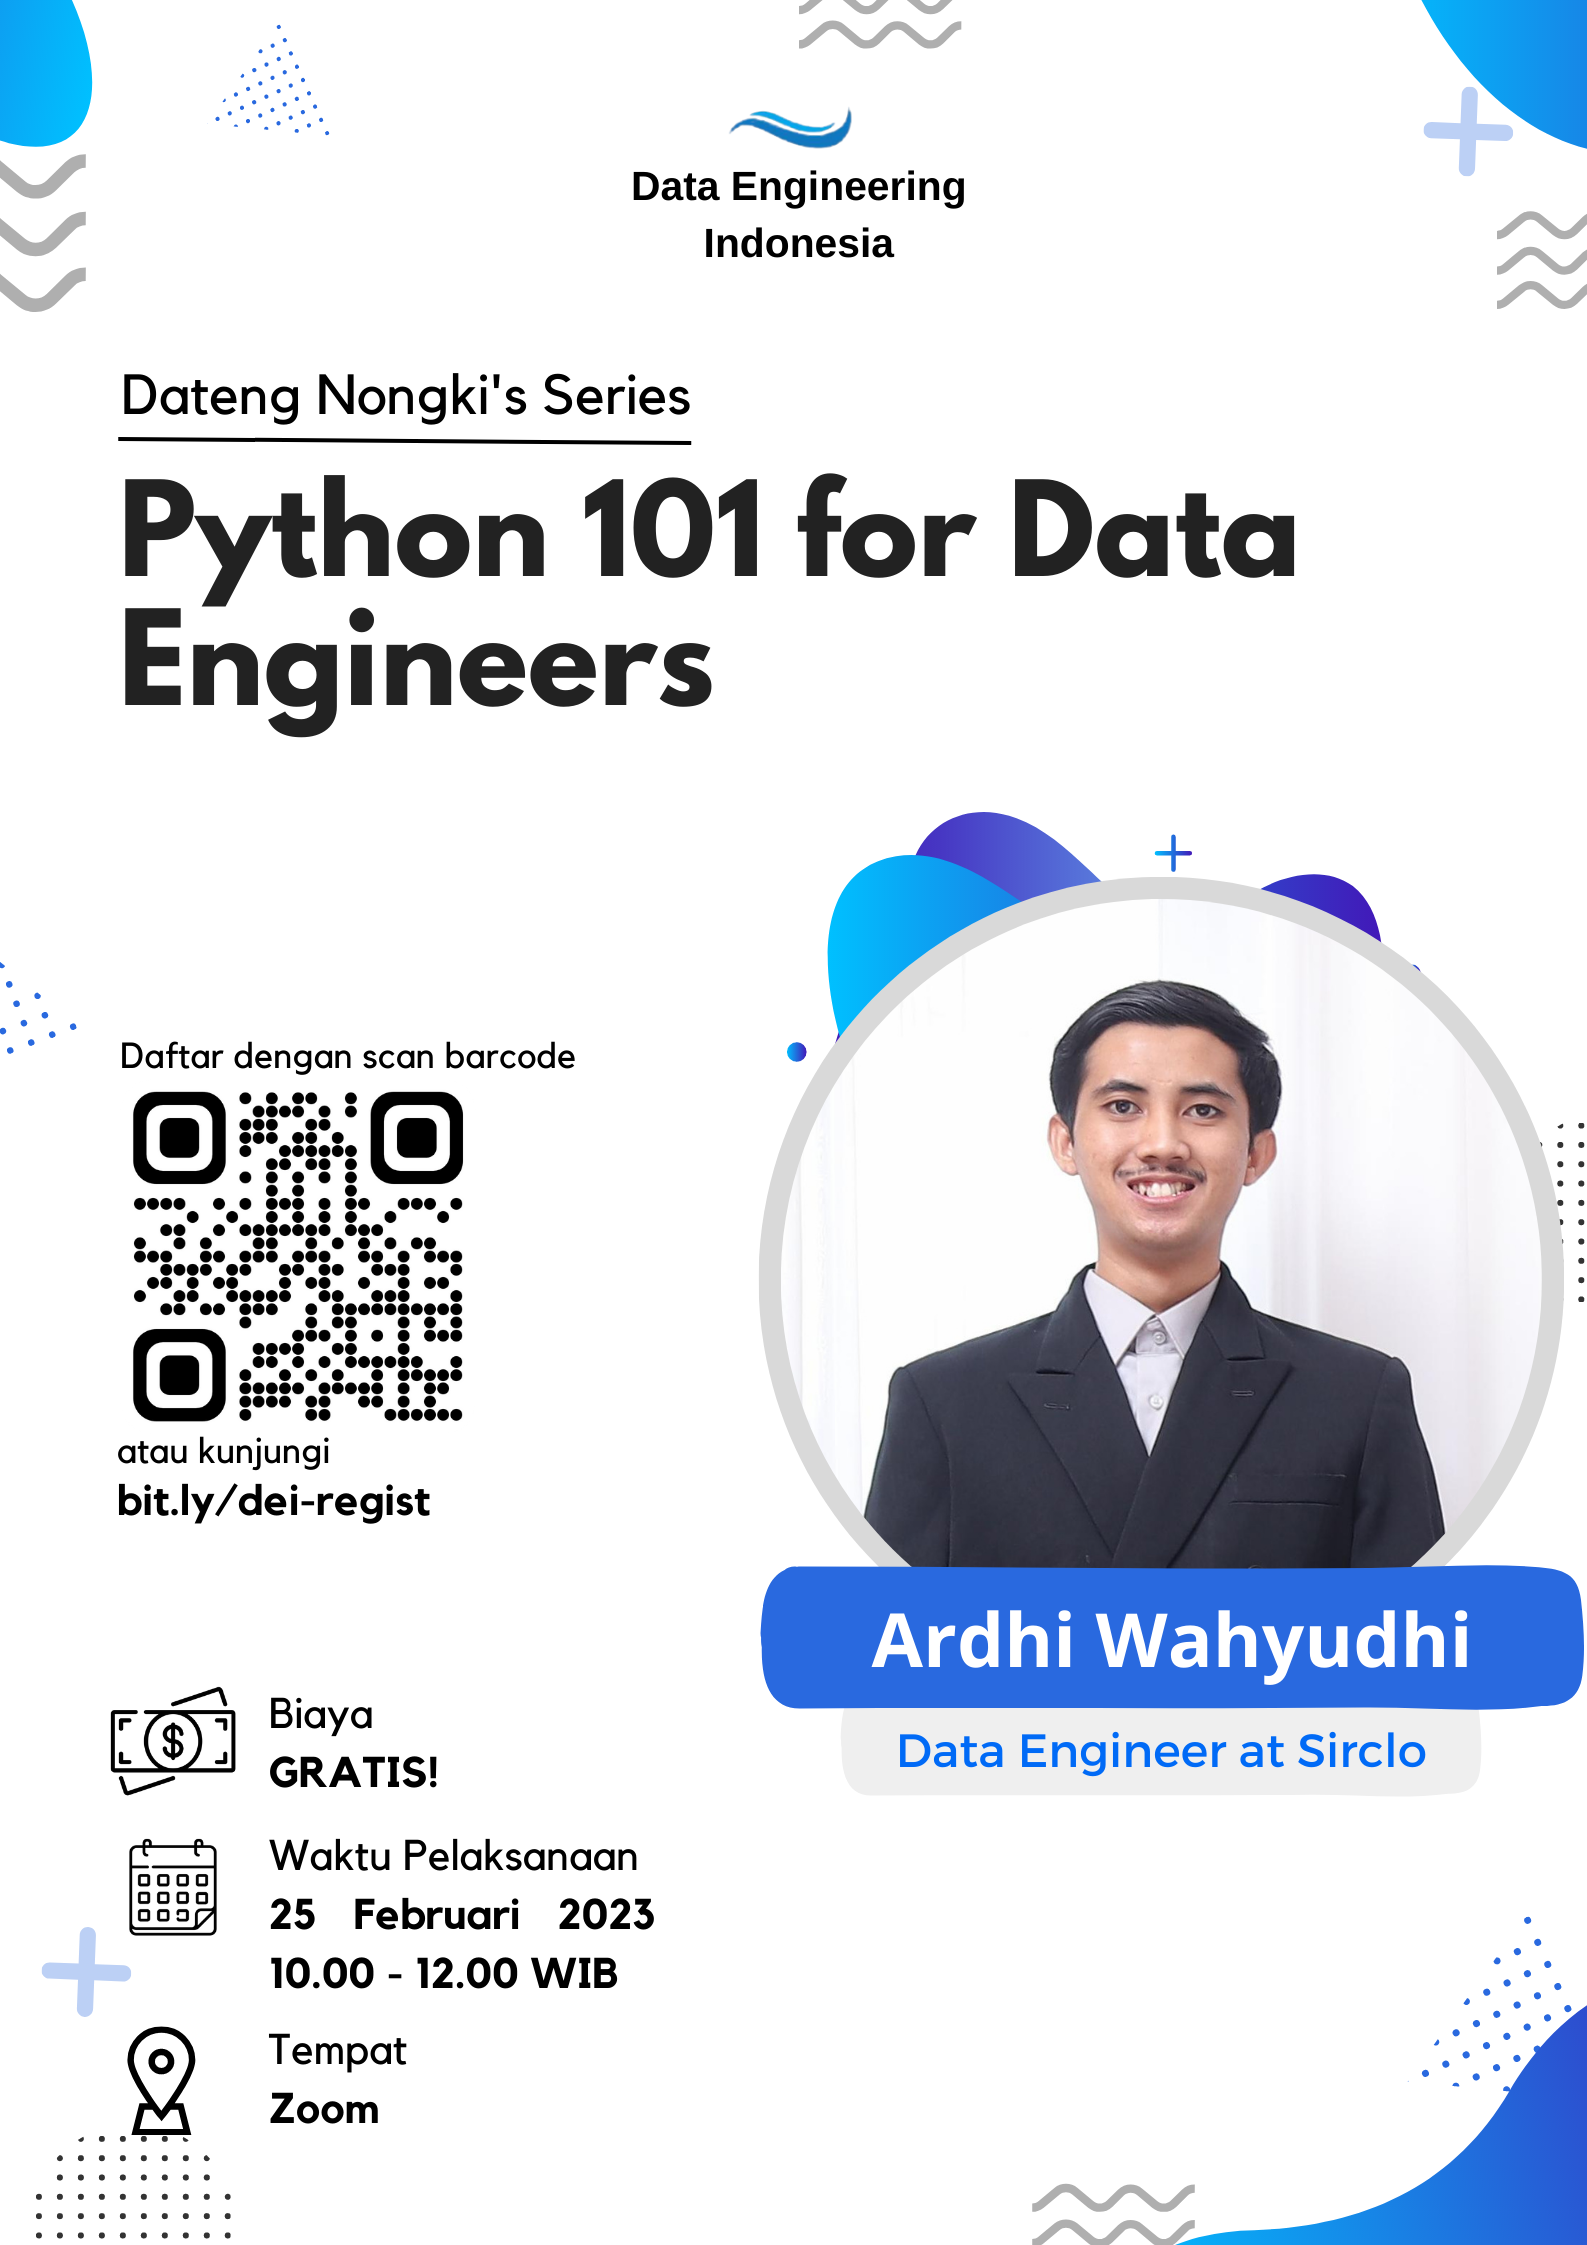 Data Engineering
Indonesia
Dateng Nongki's Series
Python 101 for Data
Engineers
Daftar dengan scan barcode
atau kunjungi
bit.ly/dei-regist
Ardhi Wahyudhi
Data Engineer at Sirclo
Biaya
GRATIS!
Waktu Pelaksanaan
25 Februari 2023
10.00 - 12.00 WIB
Tempat
Zoom